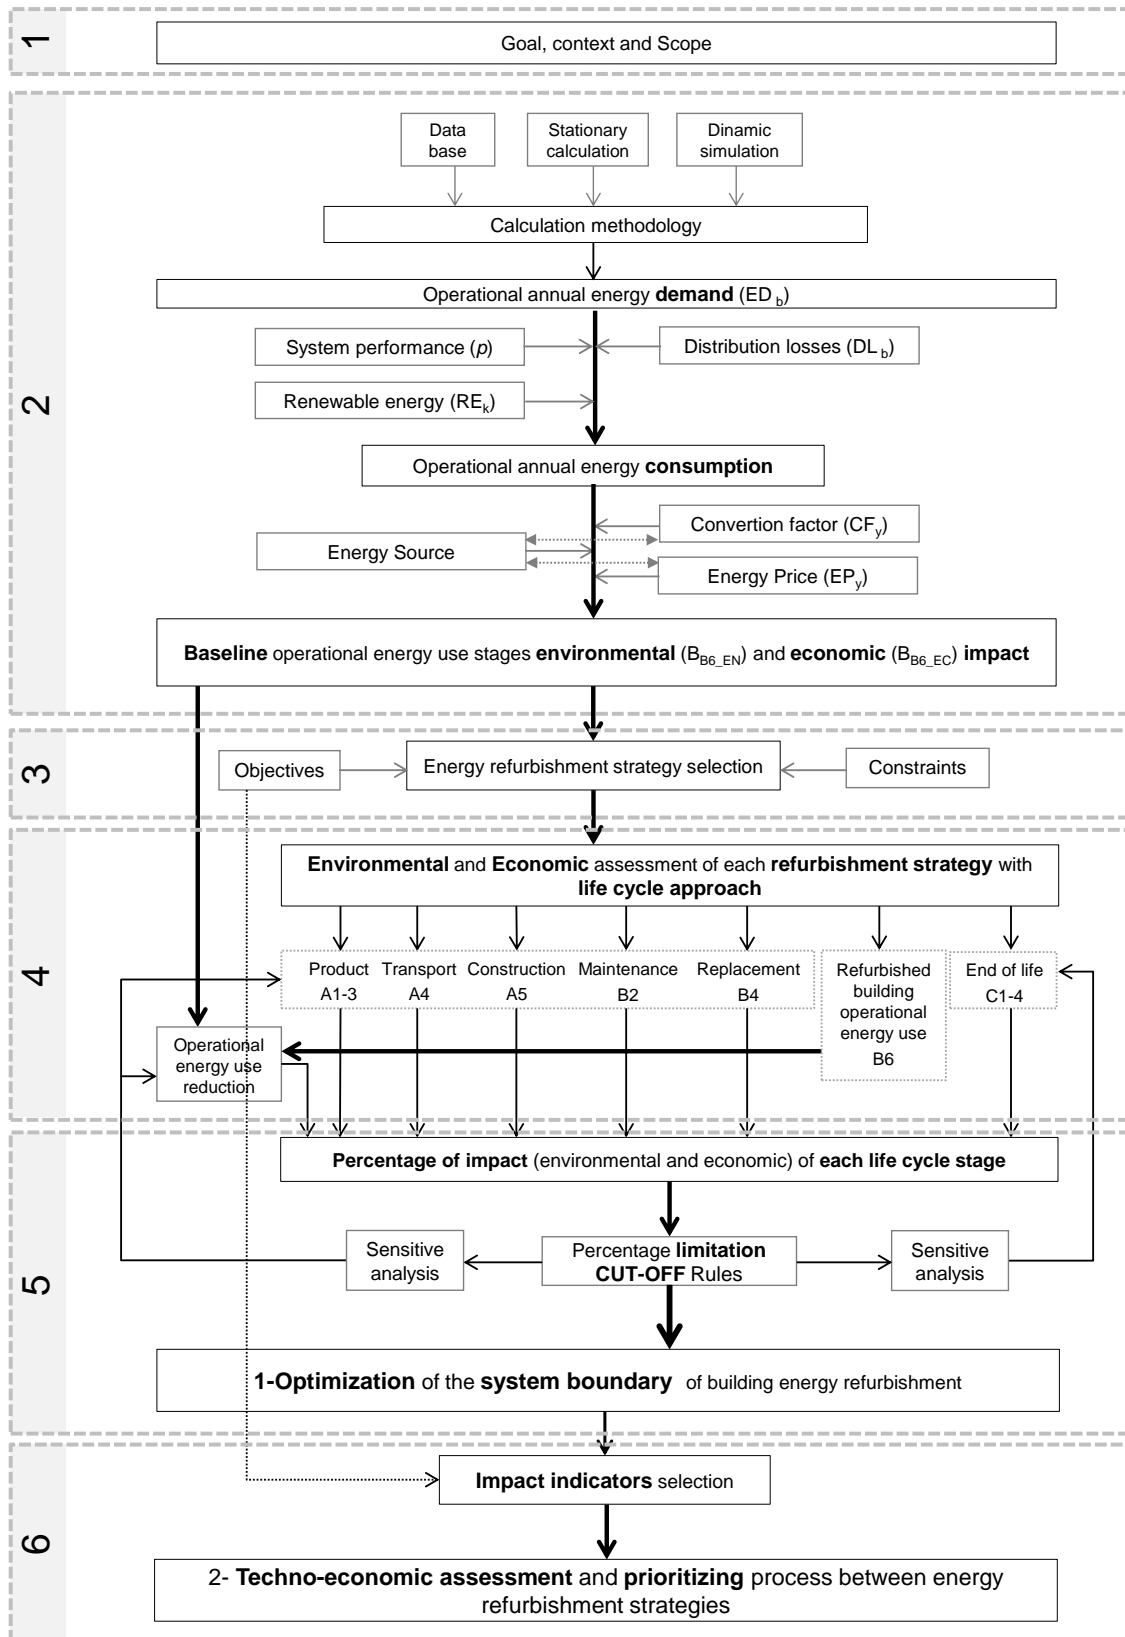 1
Goal, context and Scope
2
Data
base
Stationary
calculation
Dinamic
simulation
Calculation methodology
Operational annual energy demand (ED b)
System performance (p)
Distribution losses (DL b)
Renewable energy (REk)
Operational annual energy consumption
Convertion factor (CFy)
Energy Source
Energy Price (EPy)
Baseline operational energy use stages environmental (BB6_EN) and economic (BB6_EC) impact
3
Objectives
Energy refurbishment strategy selection
Constraints
4
Environmental and Economic assessment of each refurbishment strategy with
life cycle approach
Product
A1-3
Transport
A4
Construction
A5
Maintenance
B2
Replacement
B4
Refurbished
building
operational
energy use
B6
End of life
C1-4
Operational
energy use
reduction
5
Percentage of impact (environmental and economic) of each life cycle stage
Sensitive
analysis
Percentage limitation
CUT-OFF Rules
Sensitive
analysis
1-Optimization of the system boundary of building energy refurbishment
6
Impact indicators selection
2- Techno-economic assessment and prioritizing process between energy
refurbishment strategies